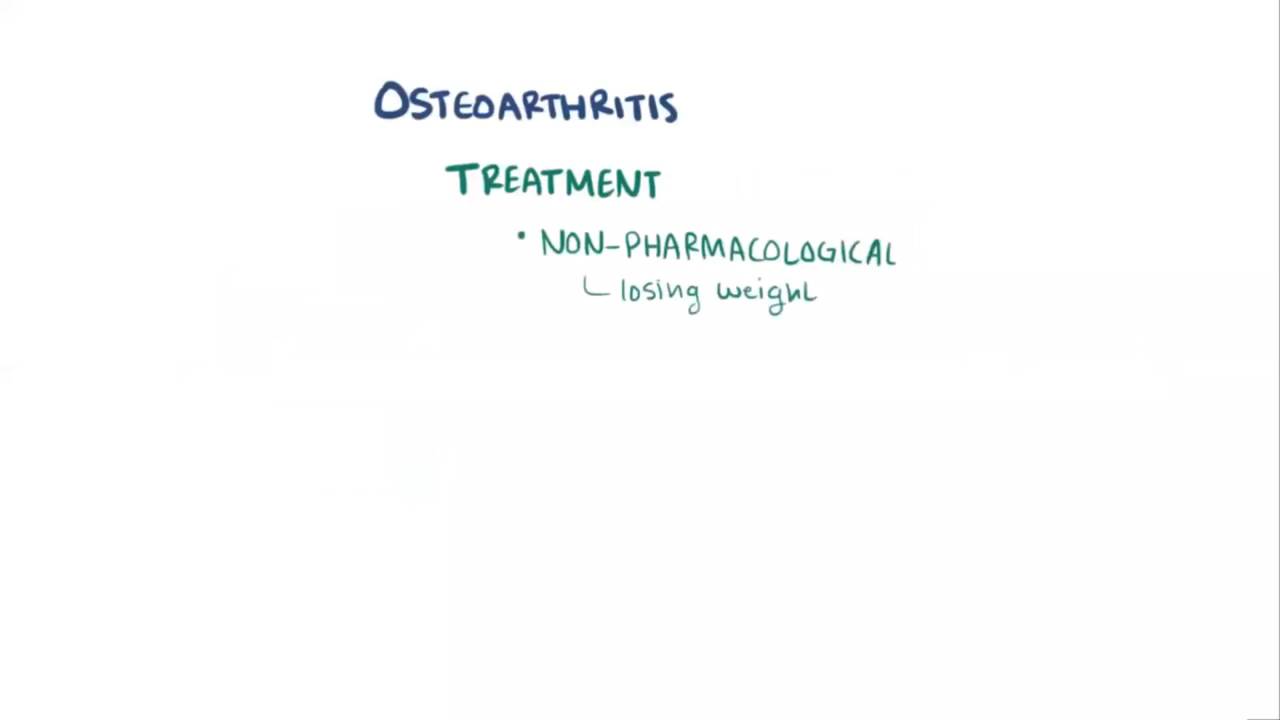 OSTEOARTHRITIS
TREATMENT
• NON-PHARMACOLOGICAL
losing weight